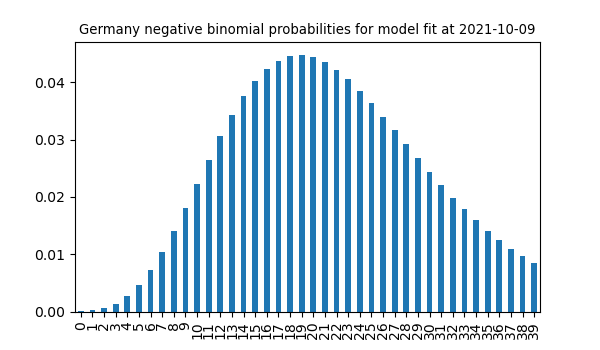 Germany negative binomial probabilities for model fit at 2021-10-09
0.04
0.03
0.02
0.01
0.00
0 1 2 3 4 5 6 7 8 9 10 11 12 13 14 15 16 17 18 19 20 21 22 23 24 25 26 27 28 29 30 31 32 33 34 35 36 37 38 39